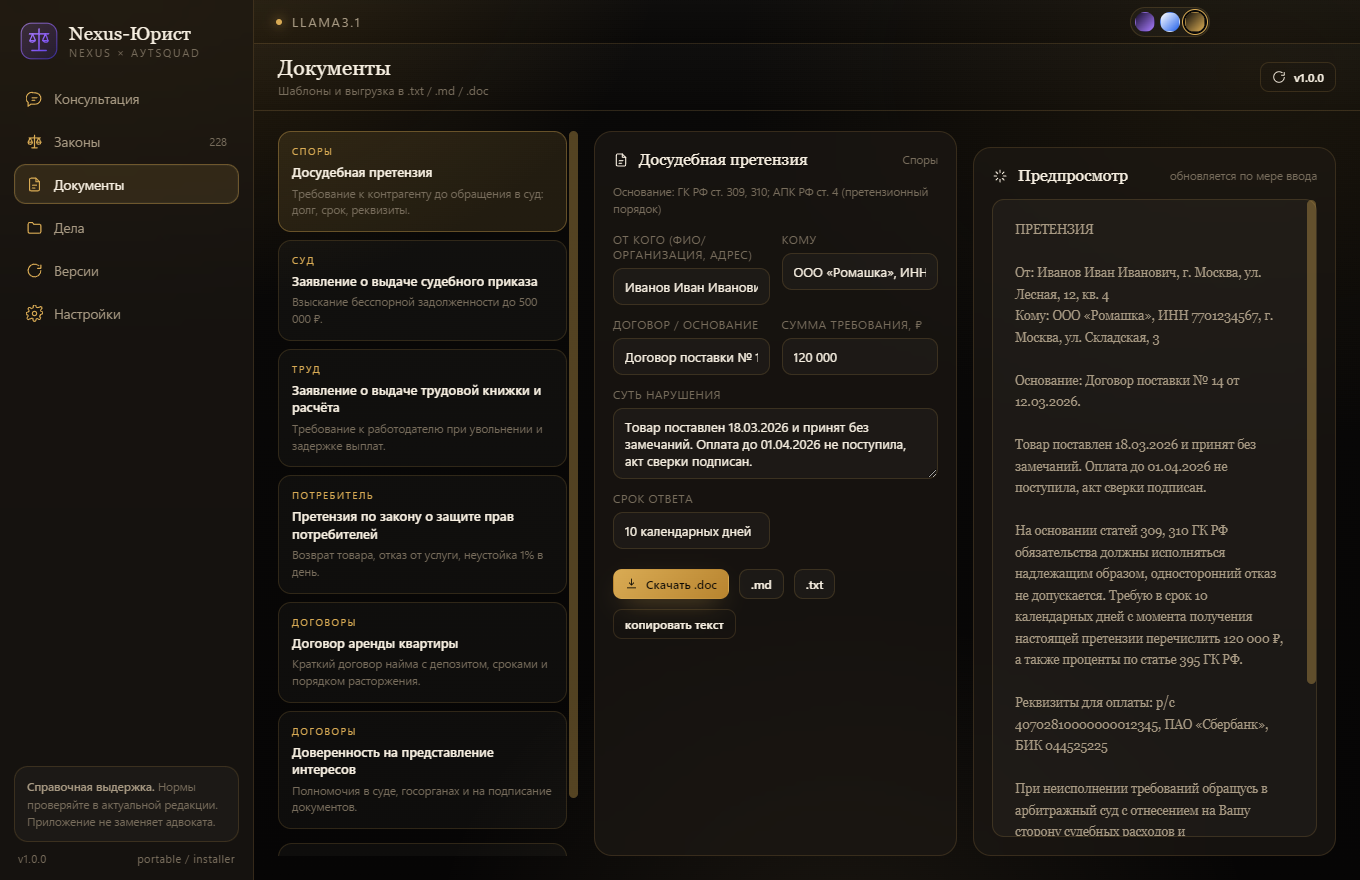 Nexus-Юрист
NEXUS × АУТSQUAD
Консультация
Законы 228
Документы
Дела
Версии
Настройки
Справочная выдержка. Нормы
проверяйте в актуальной редакции.
Приложение не заменяет адвоката.
v1.0.0 portable / installer
LLAMA3.1
Документы
Шаблоны и выгрузка в .txt / .md / .doc
v1.0.0
СПОРЫ
Досудебная претензия
Требование к контрагенту до обращения в суд:
долг, срок, реквизиты.
СУД
Заявление о выдаче судебного приказа
Взыскание бесспорной задолженности до 500
000 ₽.
ТРУД
Заявление о выдаче трудовой книжки и
расчёта
Требование к работодателю при увольнении и
задержке выплат.
ПОТРЕБИТЕЛЬ
Претензия по закону о защите прав
потребителей
Возврат товара, отказ от услуги, неустойка 1% в
день.
ДОГОВОРЫ
Договор аренды квартиры
Краткий договор найма с депозитом, сроками и
порядком расторжения.
ДОГОВОРЫ
Доверенность на представление
интересов
Полномочия в суде, госорганах и на подписание
документов.
Досудебная претензия Споры
Основание: ГК РФ ст. 309, 310; АПК РФ ст. 4 (претензионный
порядок)
ОТ КОГО (ФИО/
ОРГАНИЗАЦИЯ, АДРЕС)
Иванов Иван Иванови
КОМУ
ООО «Ромашка», ИНН
ДОГОВОР / ОСНОВАНИЕ
Договор поставки № 1
СУММА ТРЕБОВАНИЯ, ₽
120 000
СУТЬ НАРУШЕНИЯ
Товар поставлен 18.03.2026 и принят без
замечаний. Оплата до 01.04.2026 не поступила,
акт сверки подписан.
СРОК ОТВЕТА
10 календарных дней
Скачать .doc
.md
.txt
копировать текст
Предпросмотр обновляется по мере ввода
ПРЕТЕНЗИЯ
От: Иванов Иван Иванович, г. Москва, ул.
Лесная, 12, кв. 4
Кому: ООО «Ромашка», ИНН 7701234567, г.
Москва, ул. Складская, 3
Основание: Договор поставки № 14 от
12.03.2026.
Товар поставлен 18.03.2026 и принят без
замечаний. Оплата до 01.04.2026 не
поступила, акт сверки подписан.
На основании статей 309, 310 ГК РФ
обязательства должны исполняться
надлежащим образом, односторонний отказ
не допускается. Требую в срок 10
календарных дней с момента получения
настоящей претензии перечислить 120 000 ₽,
а также проценты по статье 395 ГК РФ.
Реквизиты для оплаты: р/с
40702810000000012345, ПАО «Сбербанк»,
БИК 044525225
При неисполнении требований обращусь в
арбитражный суд с отнесением на Вашу
сторону судебных расходов и